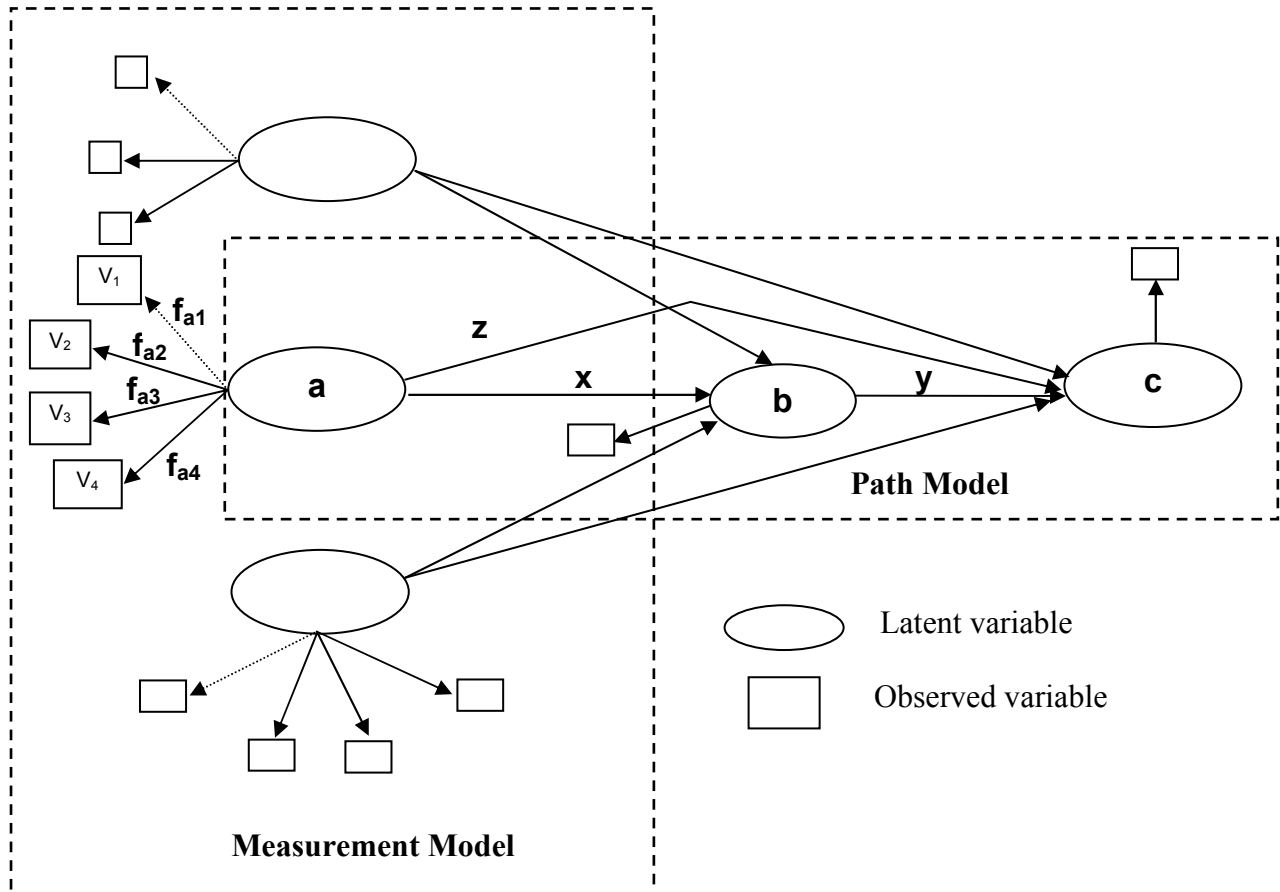 V1
fa1
V2
fa2
V3
fa3
V4
fa4
z
a
x
b
y
c
Path Model
Latent variable
Observed variable
Measurement Model